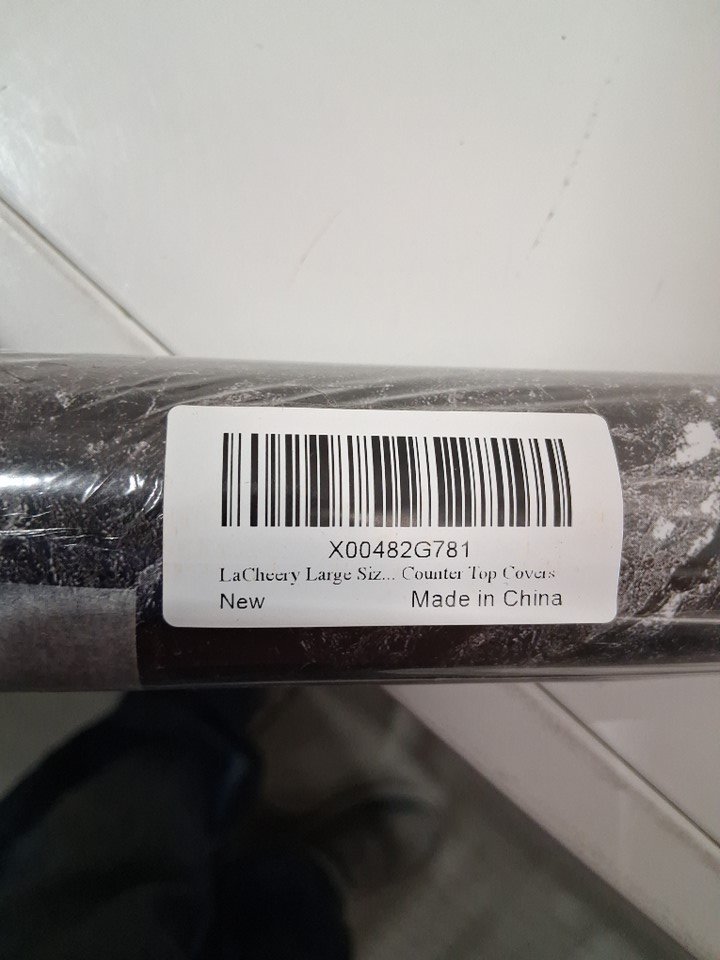 X00482G781
LaCheery Large Siz... Counter Top Covers
New
Made in China